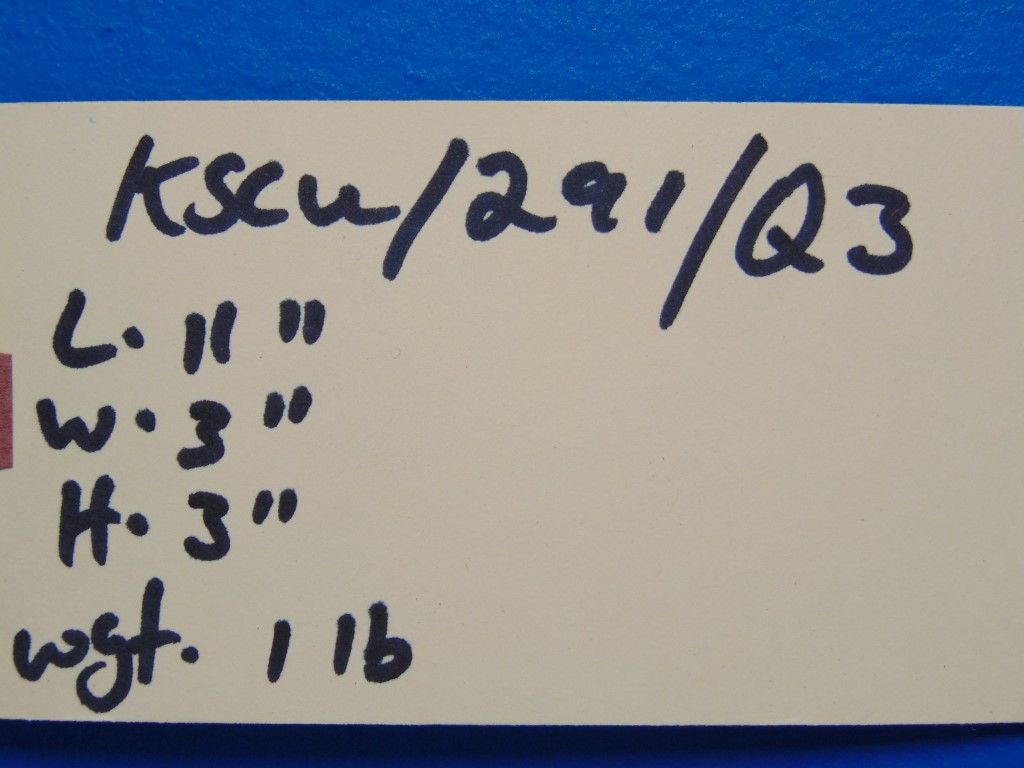 KSCU/291/Q3
L. 11"
W. 3"
H. 3"
wgt. 1 lb